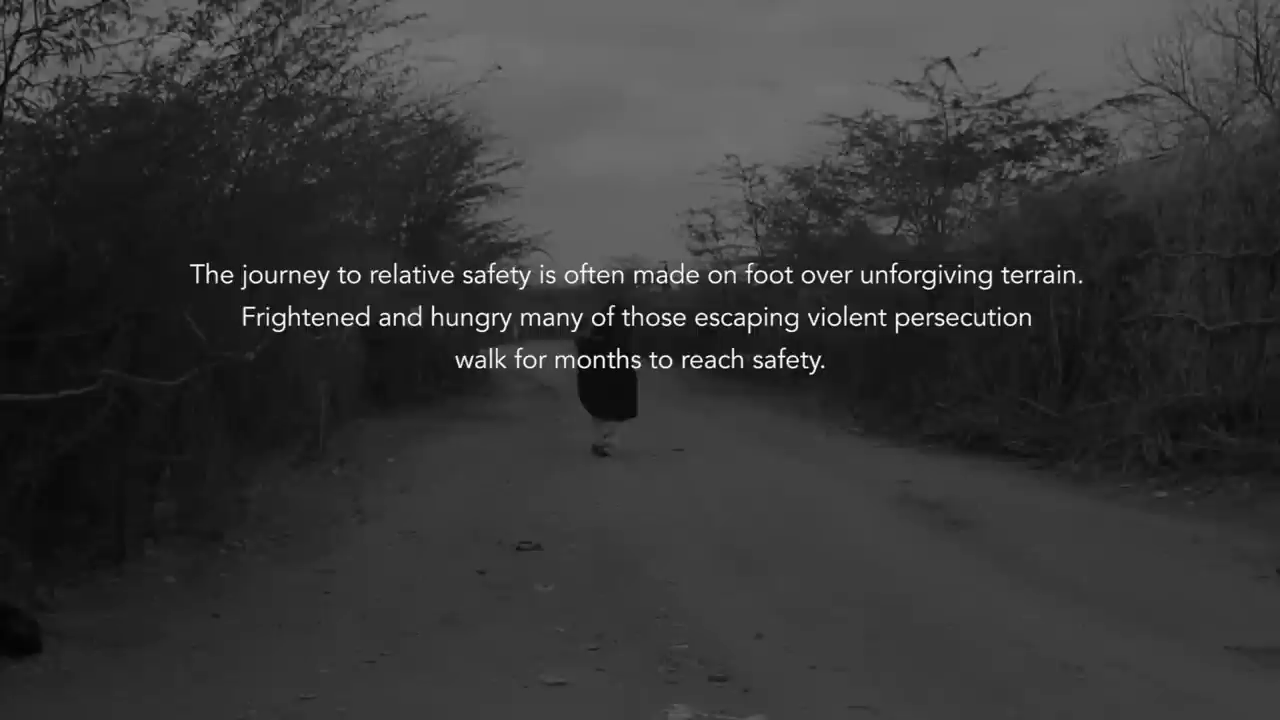 The journey to relative safety is often made on foot over unforgiving terrain.
Frightened and hungry many of those escaping violent persecution
walk for months to reach safety.